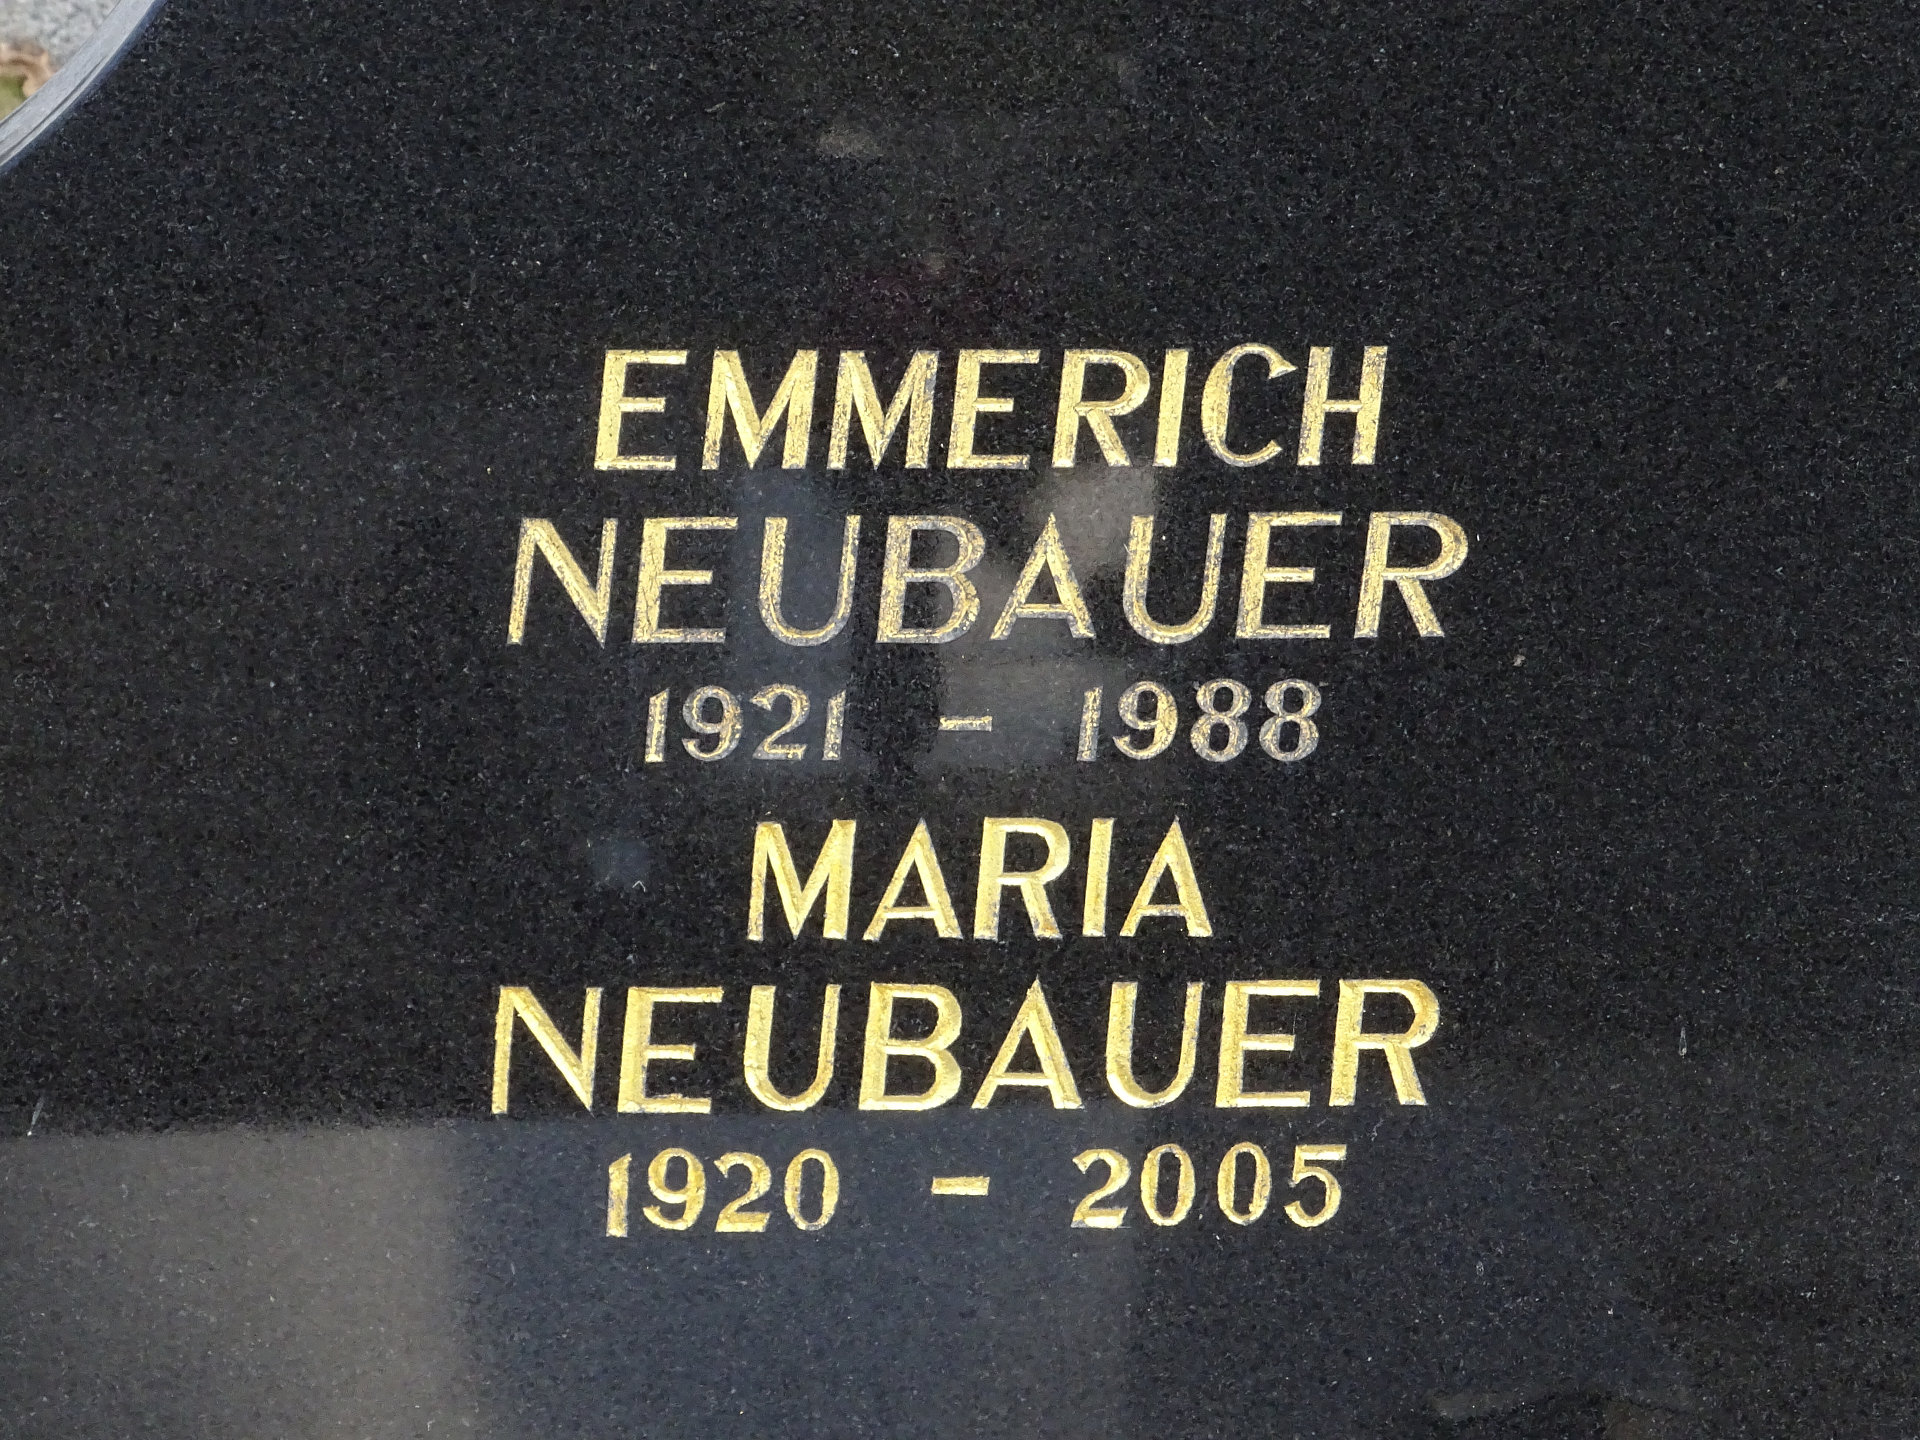 EMMERICH
NEUBAUER
1921 – 1988
MARIA
NEUBAUER
1920 – 2005